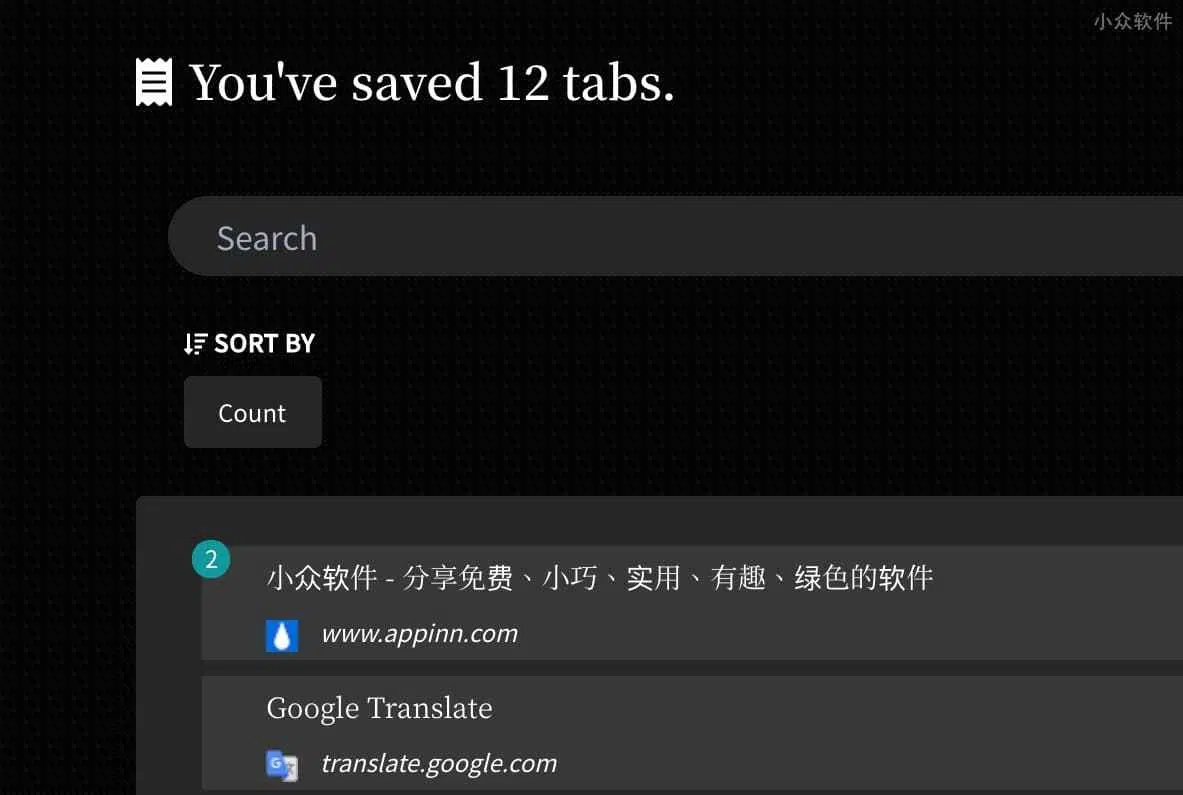 小众软件
You've saved 12 tabs.
Search
SORT BY
Count
2
小众软件 - 分享免费、小巧、实用、有趣、绿色的软件
www.appinn.com
Google Translate
translate.google.com